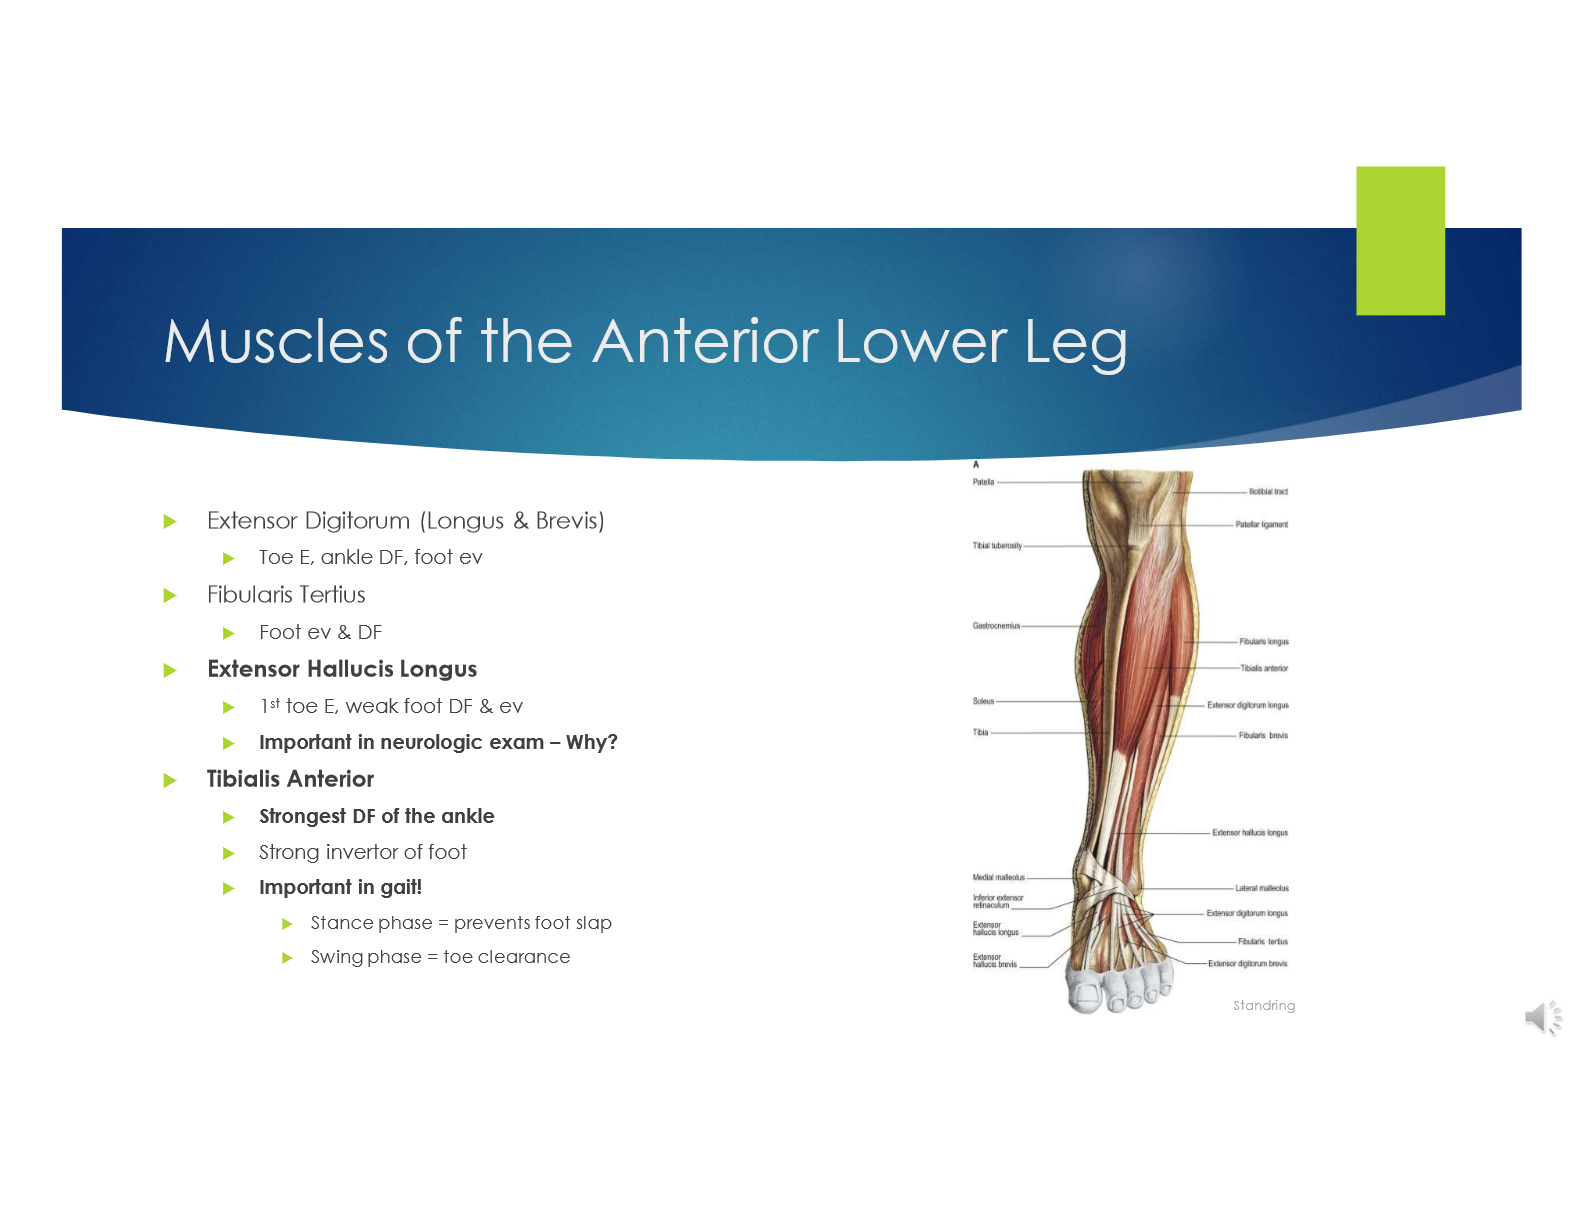 Muscles of the Anterior Lower Leg
Extensor Digitorum (Longus & Brevis)
Toe E, ankle DF, foot ev
Fibularis Tertius
Foot ev & DF
Extensor Hallucis Longus
1st toe E, weak foot DF & ev
Important in neurologic exam – Why?
Tibialis Anterior
Strongest DF of the ankle
Strong invertor of foot
Important in gait!
Stance phase = prevents foot slap
Swing phase = toe clearance
A
Patella
Tibial tuberosity
Gastrocnemius
Soleus
Tibia
Medial malleolus
Inferior extensor
retinaculum
Extensor
hallucis longus
Extensor
hallucis brevis
Iliotibial tract
Patellar ligament
Fibularis longus
Tibialis anterior
Extensor digitorum longus
Fibularis brevis
Extensor hallucis longus
Lateral malleolus
Extensor digitorum longus
Fibularis tertius
Extensor digitorum brevis
Standring